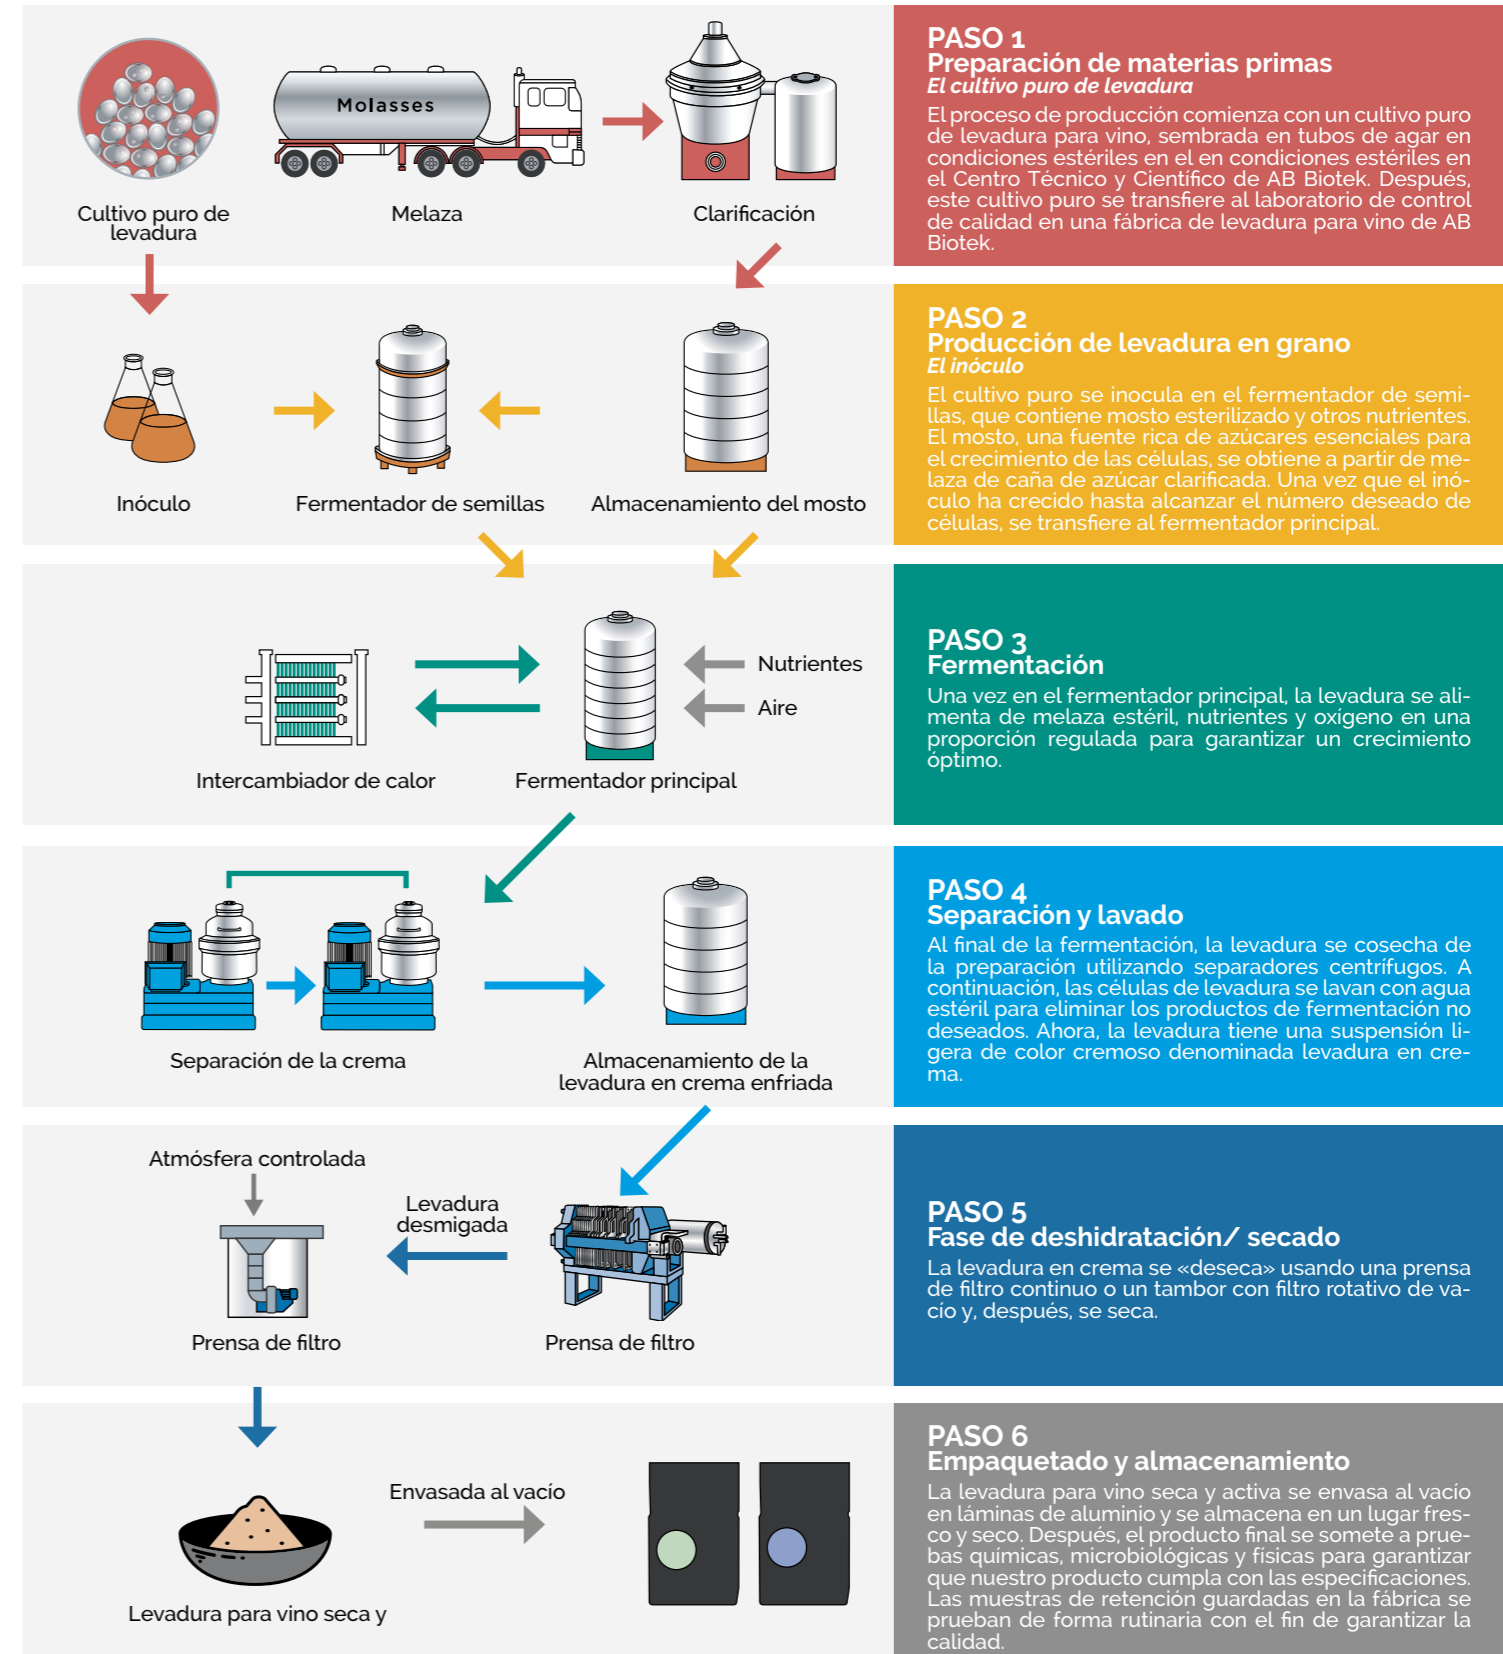 Molasses
Cultivo puro de
levadura
Melaza
Clarificación
PASO 1
Preparación de materias primas
El cultivo puro de levadura
El proceso de producción comienza con un cultivo puro
de levadura para vino, sembrada en tubos de agar en
condiciones estériles en el en condiciones estériles en
el Centro Técnico y Científico de AB Biotek. Después,
este cultivo puro se transfiere al laboratorio de control
de calidad en una fábrica de levadura para vino de AB
Biotek.
Inóculo
Fermentador de semillas
Almacenamiento del mosto
PASO 2
Producción de levadura en grano
El inóculo
El cultivo puro se inocula en el fermentador de semi-
llas, que contiene mosto esterilizado y otros nutrientes.
El mosto, una fuente rica de azúcares esenciales para
el crecimiento de las células, se obtiene a partir de me-
laza de caña de azúcar clarificada. Una vez que el inó-
culo ha crecido hasta alcanzar el número deseado de
células, se transfiere al fermentador principal.
Nutrientes
Aire
Intercambiador de calor
Fermentador principal
PASO 3
Fermentación
Una vez en el fermentador principal, la levadura se ali-
menta de melaza estéril, nutrientes y oxígeno en una
proporción regulada para garantizar un crecimiento
óptimo.
Separación de la crema
Almacenamiento de la
levadura en crema enfriada
PASO 4
Separación y lavado
Al final de la fermentación, la levadura se cosecha de
la preparación utilizando separadores centrífugos. A
continuación, las células de levadura se lavan con agua
estéril para eliminar los productos de fermentación no
deseados. Ahora, la levadura tiene una suspensión li-
gera de color cremoso denominada levadura en cre-
ma.
Atmósfera controlada
Levadura
desmigada
Prensa de filtro
Prensa de filtro
PASO 5
Fase de deshidratación/ secado
La levadura en crema se «deseca» usando una prensa
de filtro continuo o un tambor con filtro rotativo de va-
cío y, después, se seca.
Envasada al vacío
Levadura para vino seca y
PASO 6
Empaquetado y almacenamiento
La levadura para vino seca y activa se envasa al vacío
en láminas de aluminio y se almacena en un lugar fres-
co y seco. Después, el producto final se somete a prue-
bas químicas, microbiológicas y físicas para garantizar
que nuestro producto cumpla con las especificaciones.
Las muestras de retención guardadas en la fábrica se
prueban de forma rutinaria con el fin de garantizar la
calidad.